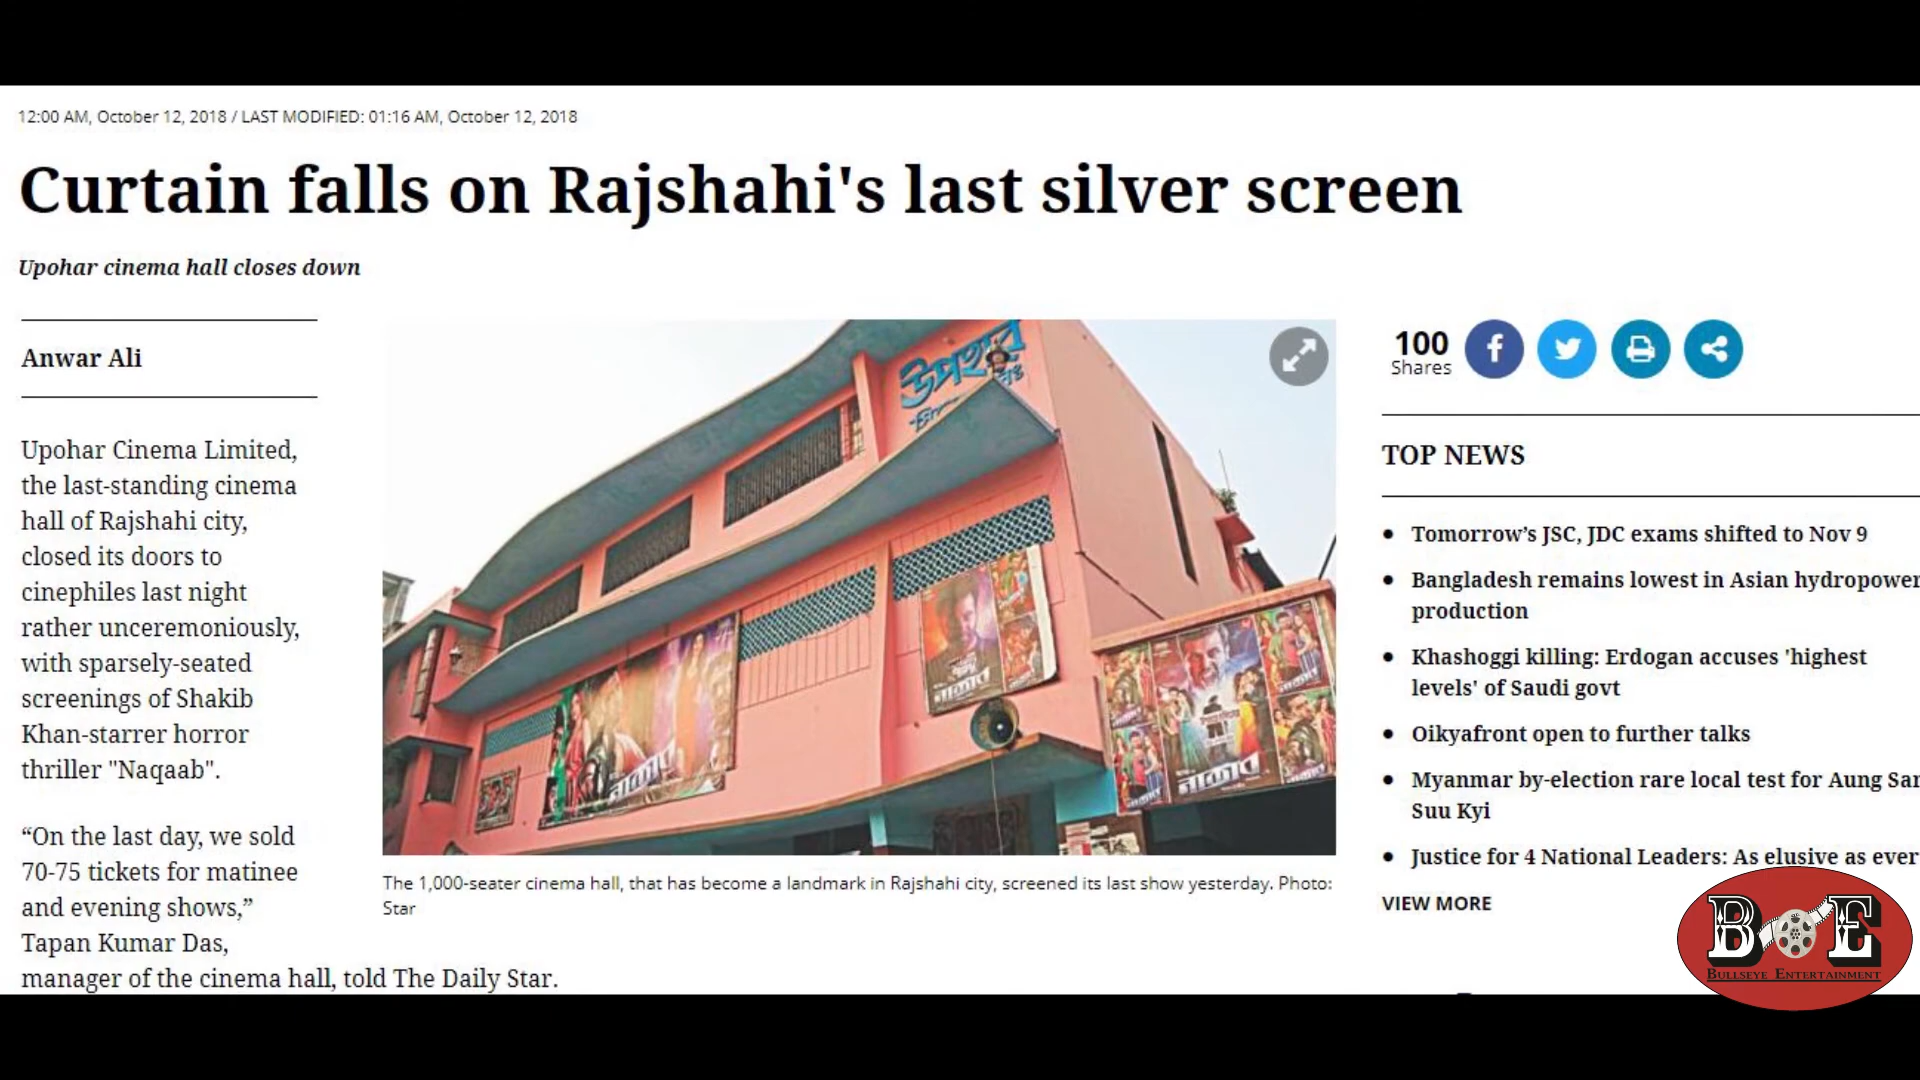 12:00 AM, October 12, 2018 / LAST MODIFIED: 01:16 AM, October 12, 2018
Curtain falls on Rajshahi's last silver screen
Upohar cinema hall closes down
Anwar Ali
Upohar Cinema Limited,
the last-standing cinema
hall of Rajshahi city,
closed its doors to
cinephiles last night
rather unceremoniously,
with sparsely-seated
screenings of Shakib
Khan-starrer horror
thriller "Naqaab".
“On the last day, we sold
70-75 tickets for matinee
and evening shows,”
Tapan Kumar Das,
manager of the cinema hall, told The Daily Star.
উপহার
The 1,000-seater cinema hall, that has become a landmark in Rajshahi city, screened its last show yesterday. Photo:
Star
100
Shares
TOP NEWS
Tomorrow’s JSC, JDC exams shifted to Nov 9
Bangladesh remains lowest in Asian hydropower
production
Khashoggi killing: Erdogan accuses 'highest
levels' of Saudi govt
Oikyafront open to further talks
Myanmar by-election rare local test for Aung San
Suu Kyi
Justice for 4 National Leaders: As elusive as ever
VIEW MORE
B E
BULLSEYE ENTERTAINMENT